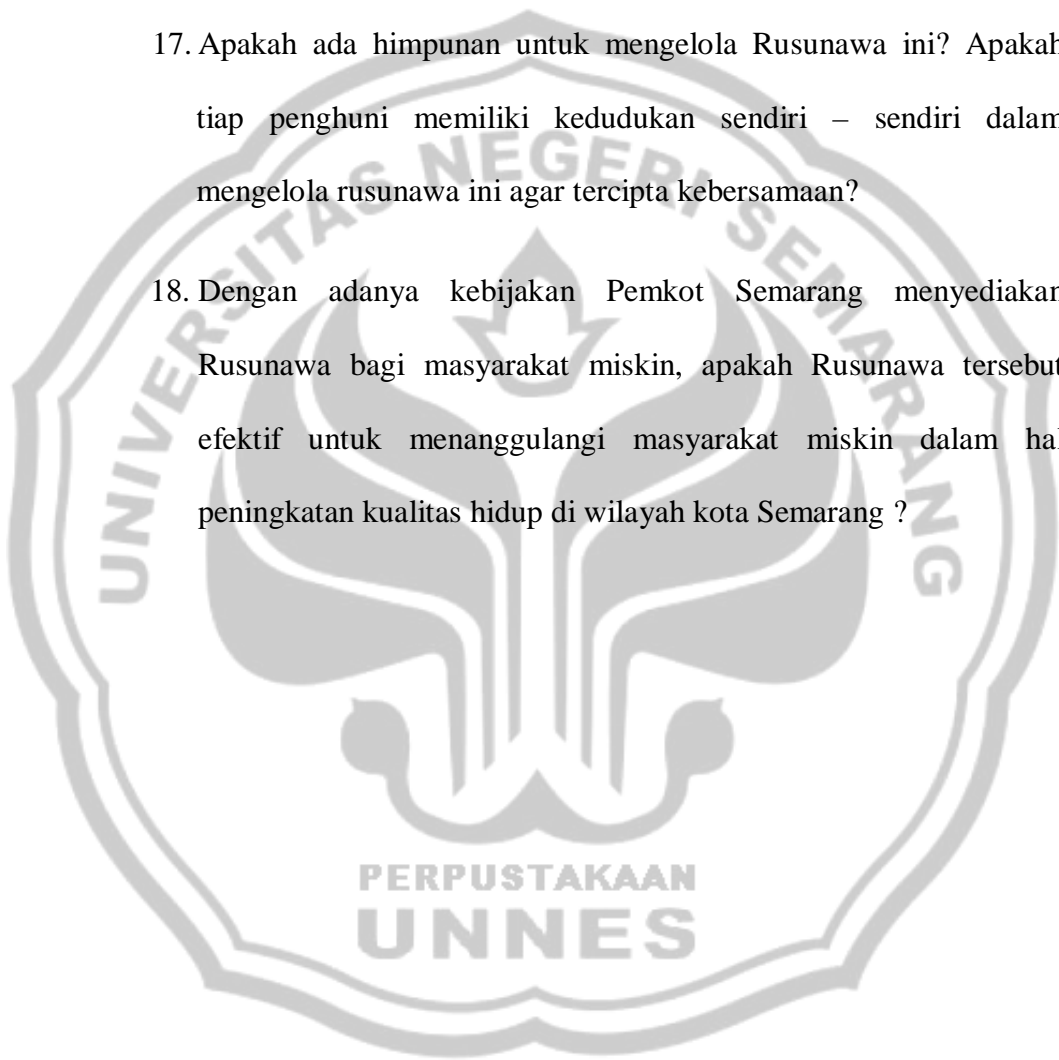 17. Apakah ada himpunan untuk mengelola Rusunawa ini? Apakah
tiap penghuni memiliki kedudukan sendiri – sendiri dalam
mengelola rusunawa ini agar tercipta kebersamaan?
18. Dengan adanya kebijakan Pemkot Semarang menyediakan
Rusunawa bagi masyarakat miskin, apakah Rusunawa tersebut
efektif untuk menanggulangi masyarakat miskin dalam hal
peningkatan kualitas hidup di wilayah kota Semarang ?
UNIVERSITAS NEGERI SEMARANG
PERPUSTAKAAN
UNNES